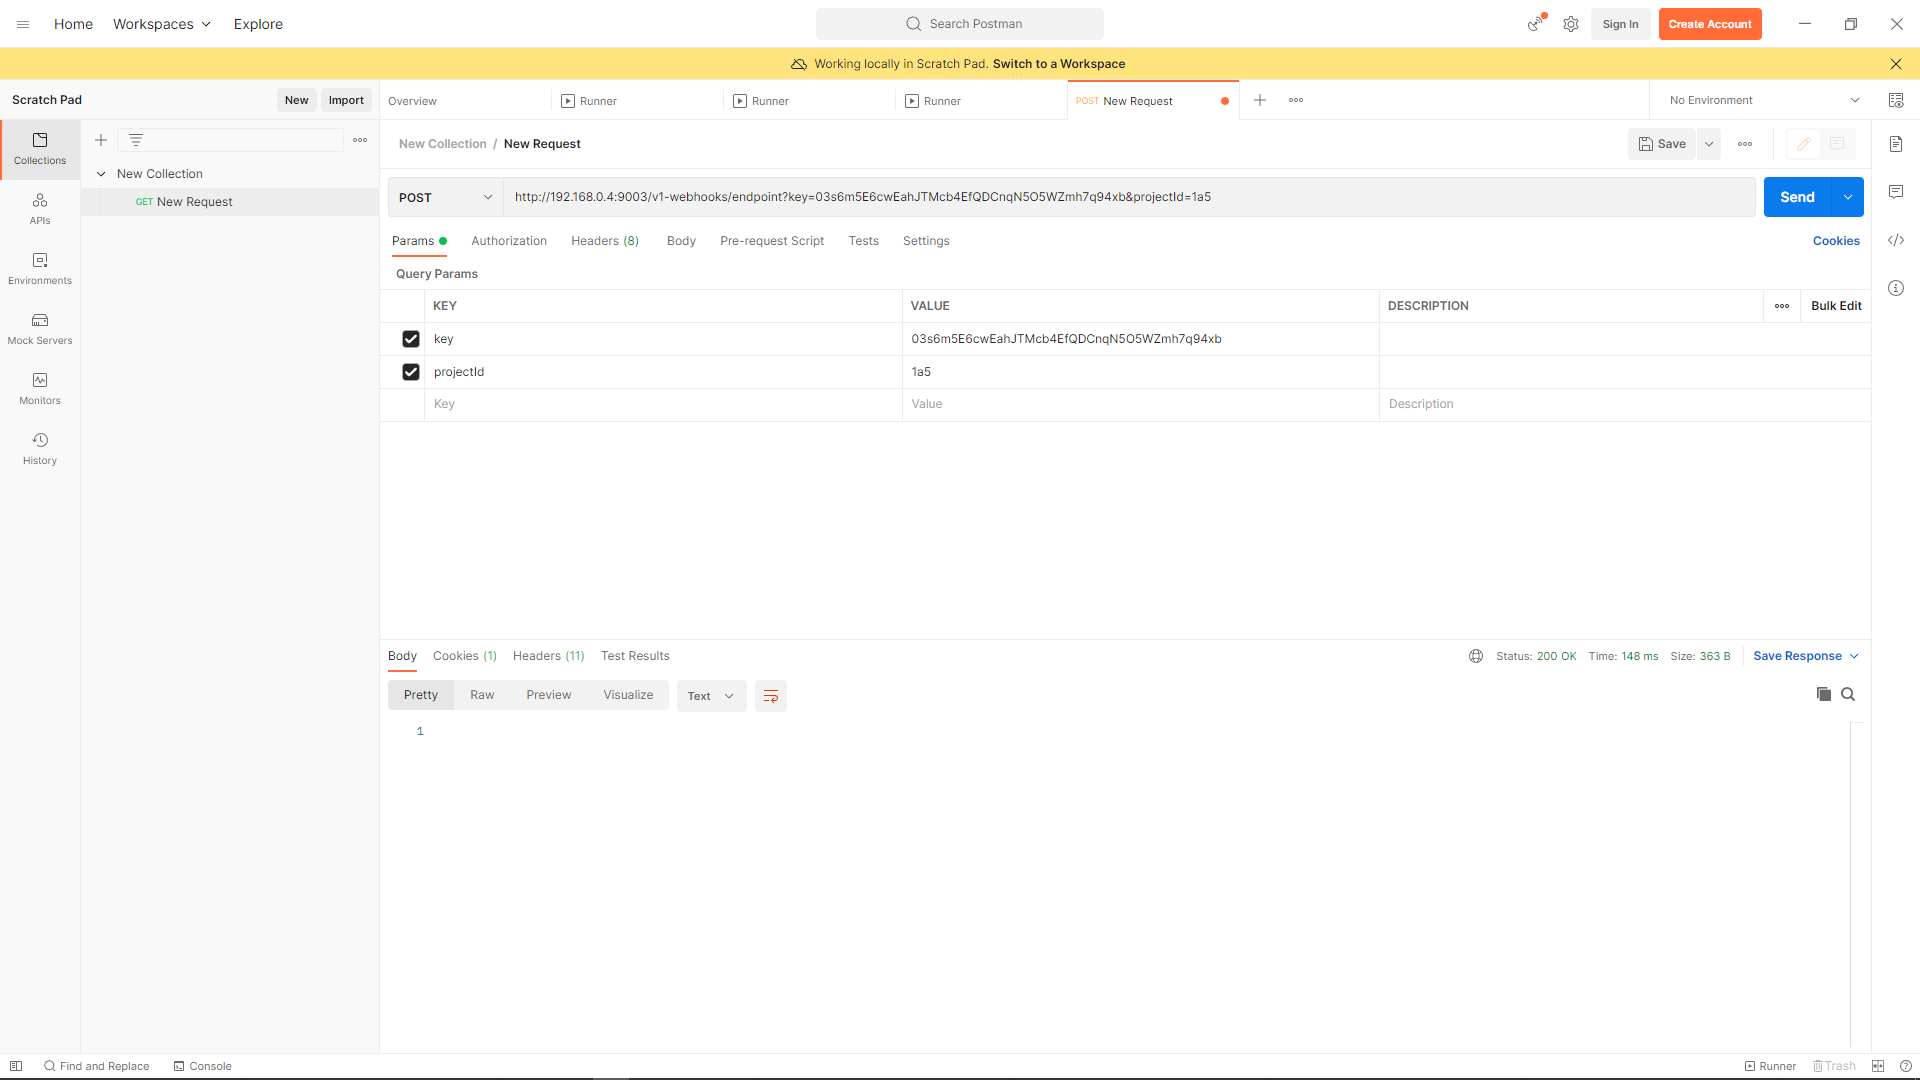 Home Workspaces Explore Search Postman Sign In Create Account
Working locally in Scratch Pad. Switch to a Workspace
Scratch Pad New Import Overview Runner Runner Runner POST New Request No Environment
Collections
APIs
Environments
Mock Servers
Monitors
History
New Collection
GET New Request
New Collection / New Request Save
POST http://192.168.0.4:9003/v1-webhooks/endpoint?key=03s6m5E6cwEahJTMcb4EfQDCnqN5O5WZmh7q94xb&projectId=1a5 Send
Params Authorization Headers (8) Body Pre-request Script Tests Settings Cookies
Query Params
KEY VALUE DESCRIPTION Bulk Edit
key 03s6m5E6cwEahJTMcb4EfQDCnqN5O5WZmh7q94xb
projectId 1a5
Key Value Description
Body Cookies (1) Headers (11) Test Results Status: 200 OK Time: 148 ms Size: 363 B Save Response
Pretty Raw Preview Visualize Text
1
Find and Replace Console Runner Trash